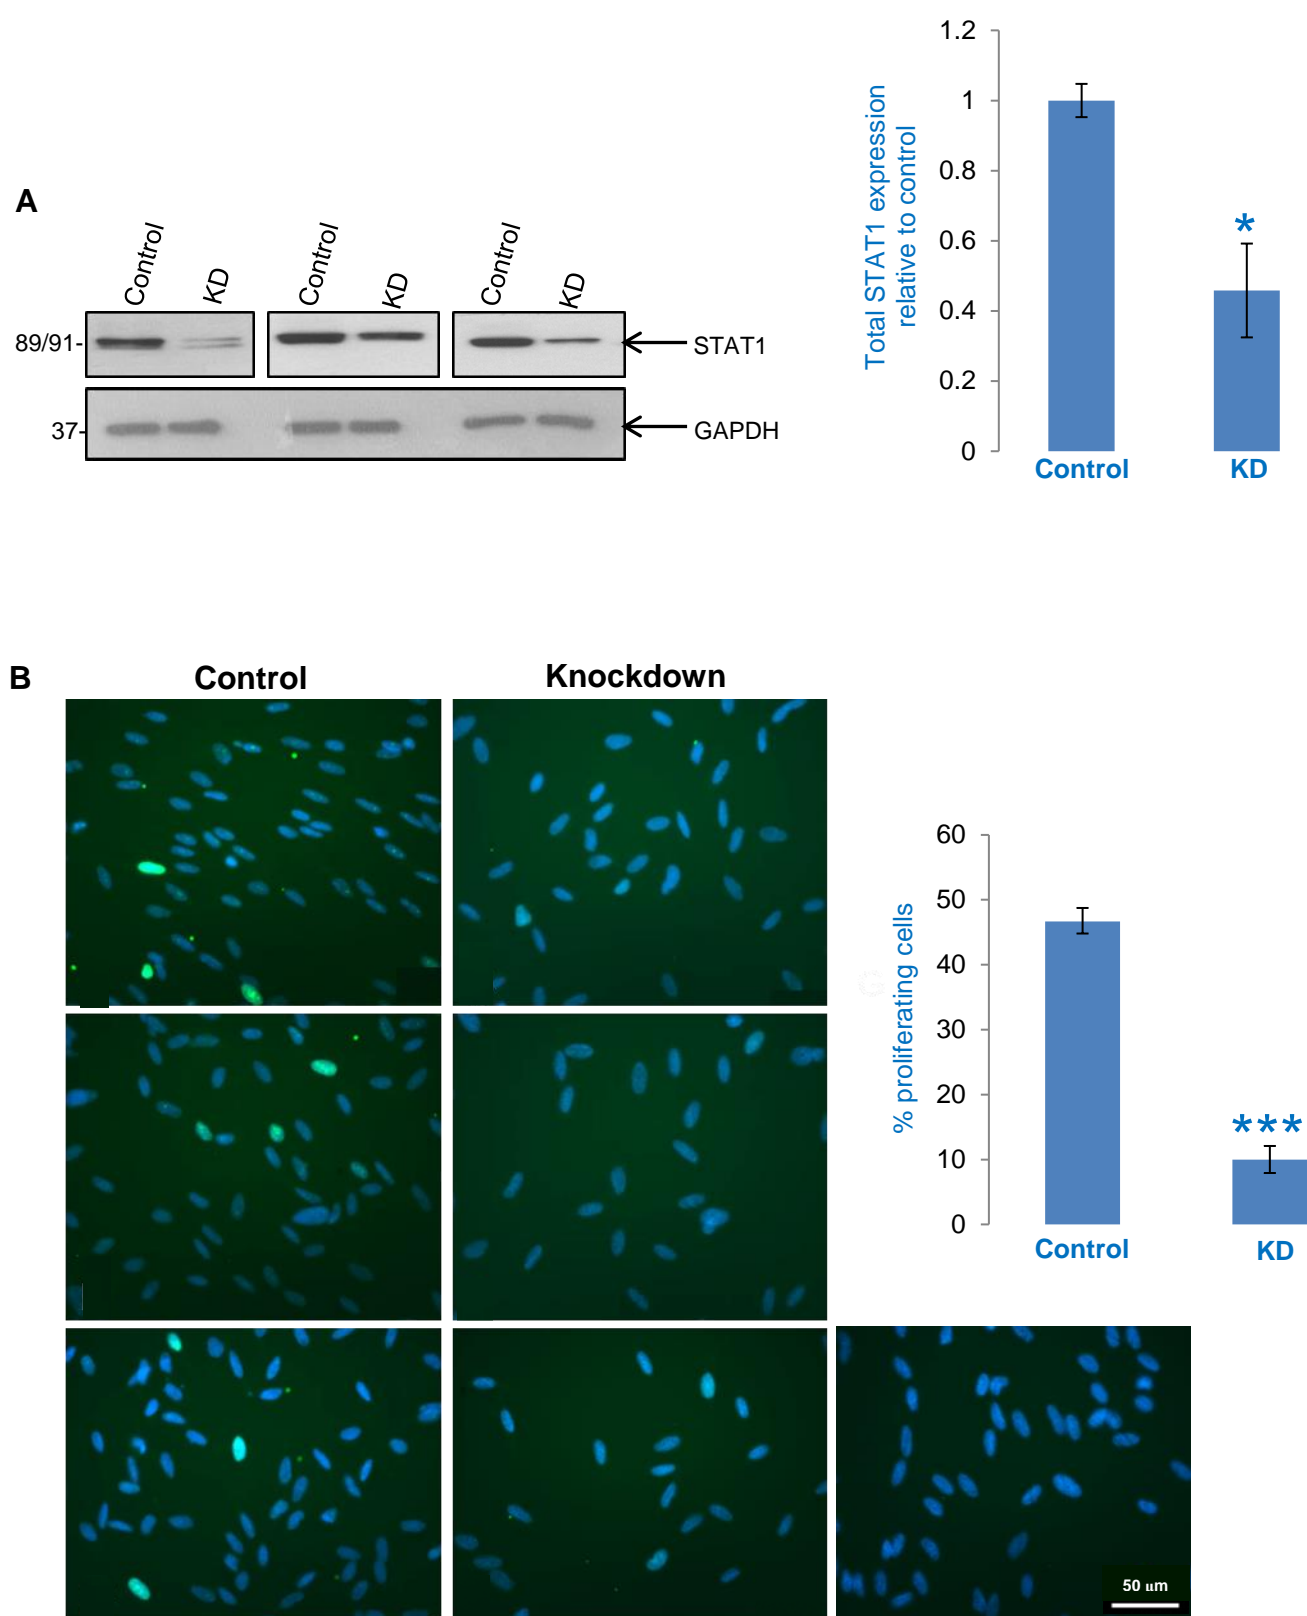 A
Control
KD
Control
KD
Control
KD
89/91-
STAT1
37-
GAPDH
Total STAT1 expression
relative to control
1.2
1
0.8
0.6
0.4
0.2
0
*
Control
KD
B
Control
Knockdown
% proliferating cells
60
50
40
30
20
10
0
***
Control
KD
50 µm